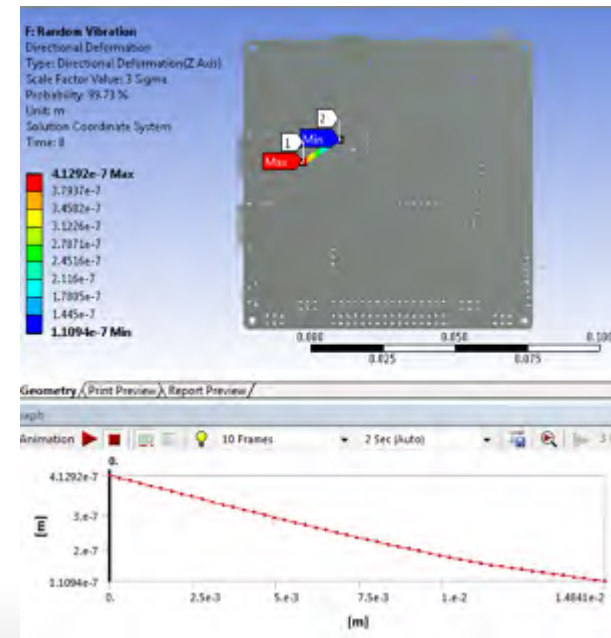 F: Random Vibration
Directional Deformation
Type: Directional Deformation(Z Axis)
Scale Factor Value: 3 Sigma
Probability: 99.73 %
Unit: m
Solution Coordinate System
Time: 0
4.1292e-7 Max
3.7937e-7
3.4582e-7
3.1226e-7
2.7871e-7
2.4516e-7
2.116e-7
1.7805e-7
1.445e-7
1.1094e-7 Min
2
1
Min
Max
0.000
0.050
0.100
0.025
0.075
Geometry
Print Preview
Report Preview
Animation
10 Frames
2 Sec (Auto)
0.
4.1292e-7
3.e-7
2.e-7
1.1094e-7
[m]
0.
2.5e-3
5.e-3
7.5e-3
1.e-2
1.4841e-2
[m]